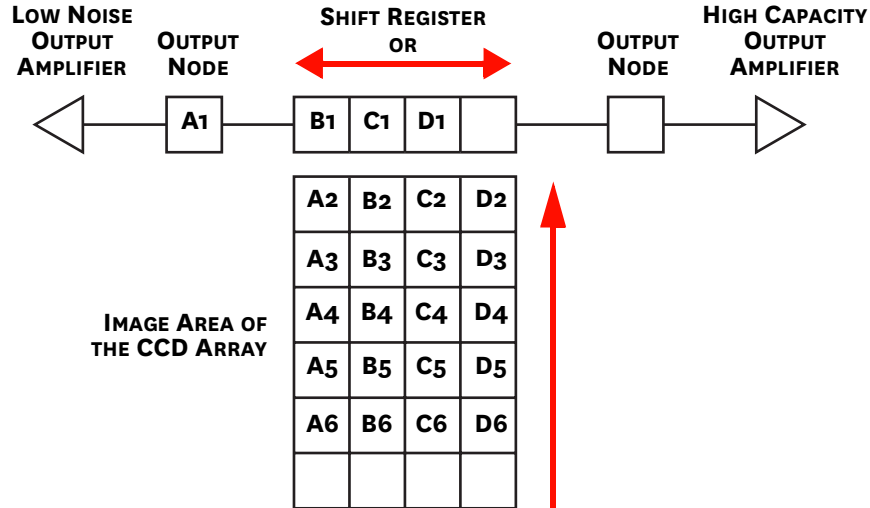 Low Noise
Output
Amplifier
Output
Node
Shift Register
or
Output
Node
High Capacity
Output
Amplifier
A1
B1 C1 D1
A2 B2 C2 D2
A3 B3 C3 D3
A4 B4 C4 D4
Image Area of
the CCD Array
A5 B5 C5 D5
A6 B6 C6 D6